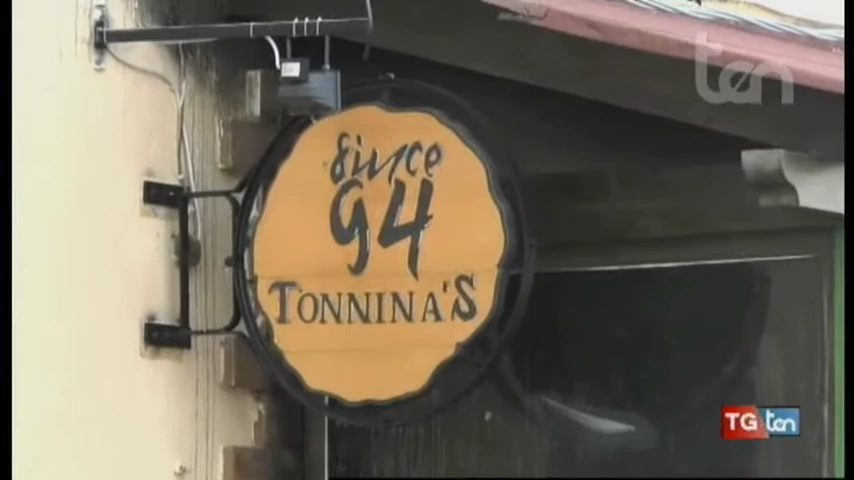 ten
since
94
TONNINA'S
TG ten